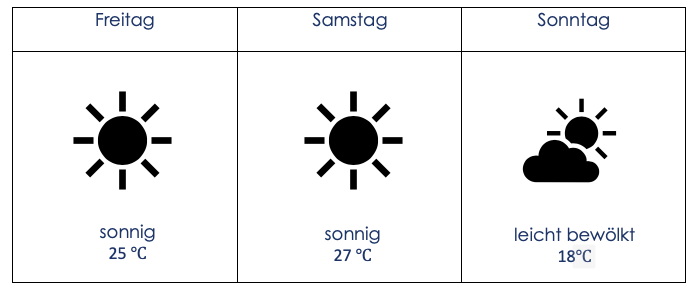 Freitag
Samstag
Sonntag
sonnig
25 °C
sonnig
27 °C
leicht bewölkt
18°C